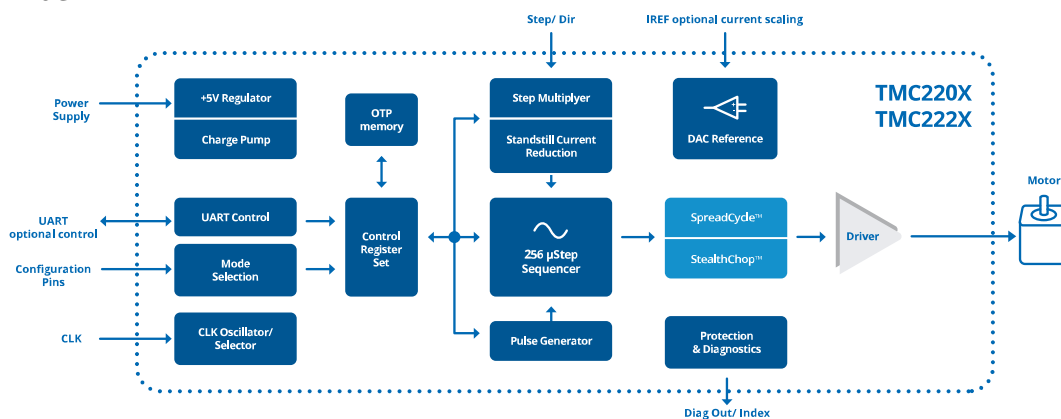 Step/ Dir
IREF optional current scaling
TMC220X
TMC222X
Power
Supply
+5V Regulator
Charge Pump
OTP
memory
Step Multiplyer
Standstill Current
Reduction
DAC Reference
Motor
UART
optional control
UART Control
Control
Register
Set
256 µStep
Sequencer
SpreadCycle™
StealthChop™
Driver
Configuration
Pins
Mode
Selection
CLK
CLK Oscillator/
Selector
Pulse Generator
Protection
& Diagnostics
Diag Out/ Index